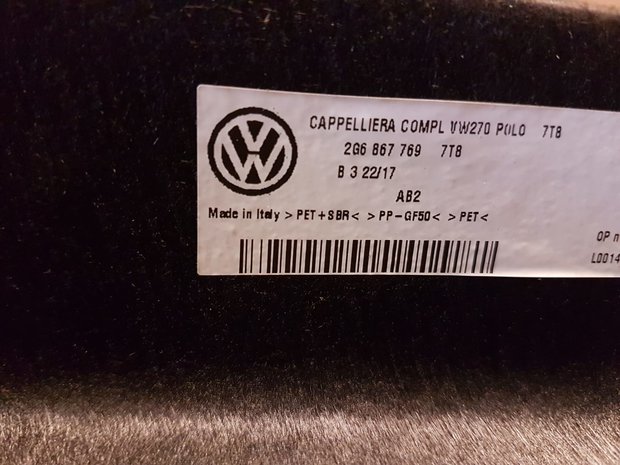 CAPPELLIERA COMPL VW270 POLO 7T8
2G6 867 769 7T8
B 3 22/17
AB2
Made in Italy >PET+SBR< >PP-GF50< >PET<
OP n
L0014